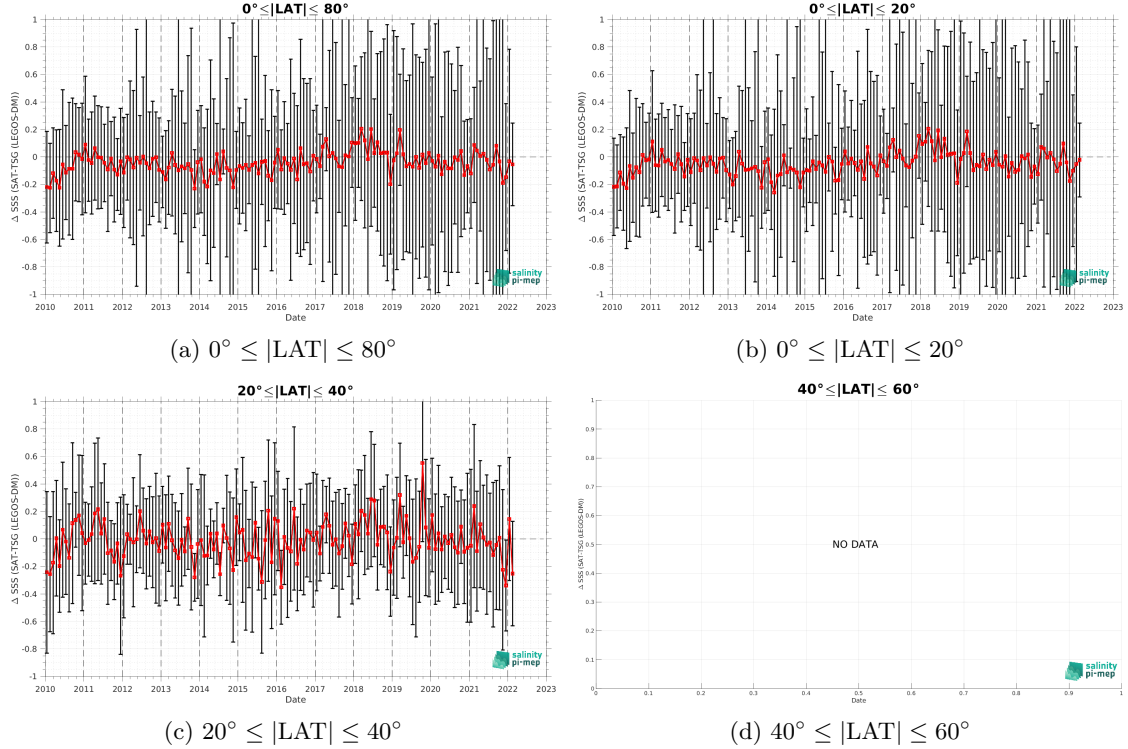 0°≤|LAT|≤ 80°
Δ SSS (SAT-TSG (LEGOS-DM))
1
0.8
0.6
0.4
0.2
0
-0.2
-0.4
-0.6
-0.8
-1
2010 2011 2012 2013 2014 2015 2016 2017 2018 2019 2020 2021 2022 2023
Date
salinity
pi-mep
(a) 0° ≤ |LAT| ≤ 80°
0°≤|LAT|≤ 20°
Δ SSS (SAT-TSG (LEGOS-DM))
1
0.8
0.6
0.4
0.2
0
-0.2
-0.4
-0.6
-0.8
-1
2010 2011 2012 2013 2014 2015 2016 2017 2018 2019 2020 2021 2022 2023
Date
salinity
pi-mep
(b) 0° ≤ |LAT| ≤ 20°
20°≤|LAT|≤ 40°
Δ SSS (SAT-TSG (LEGOS-DM))
1
0.8
0.6
0.4
0.2
0
-0.2
-0.4
-0.6
-0.8
-1
2010 2011 2012 2013 2014 2015 2016 2017 2018 2019 2020 2021 2022 2023
Date
salinity
pi-mep
(c) 20° ≤ |LAT| ≤ 40°
40°≤|LAT|≤ 60°
Δ SSS (SAT-TSG (LEGOS-DM))
1
0.9
0.8
0.7
0.6
0.5
0.4
0.3
0.2
0.1
0
NO DATA
0 0.1 0.2 0.3 0.4 0.5 0.6 0.7 0.8 0.9 1
Date
salinity
pi-mep
(d) 40° ≤ |LAT| ≤ 60°